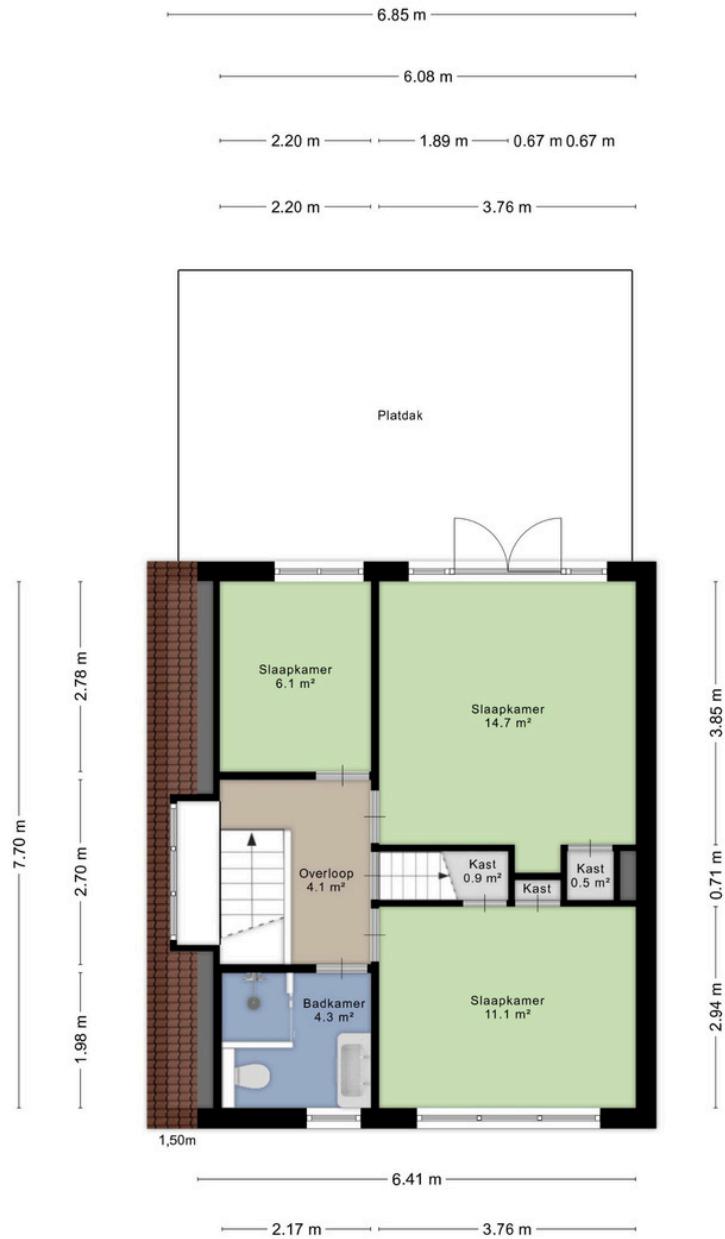 6.85 m
6.08 m
2.20 m 1.89 m 0.67 m 0.67 m
2.20 m 3.76 m
Platdak
Slaapkamer
6.1 m²
Slaapkamer
14.7 m²
2.78 m
3.85 m
7.70 m
2.70 m
Overloop
4.1 m²
Kast
0.9 m²
Kast
Kast
0.5 m²
0.71 m
Badkamer
4.3 m²
Slaapkamer
11.1 m²
1.98 m
2.94 m
1,50m
6.41 m
2.17 m 3.76 m